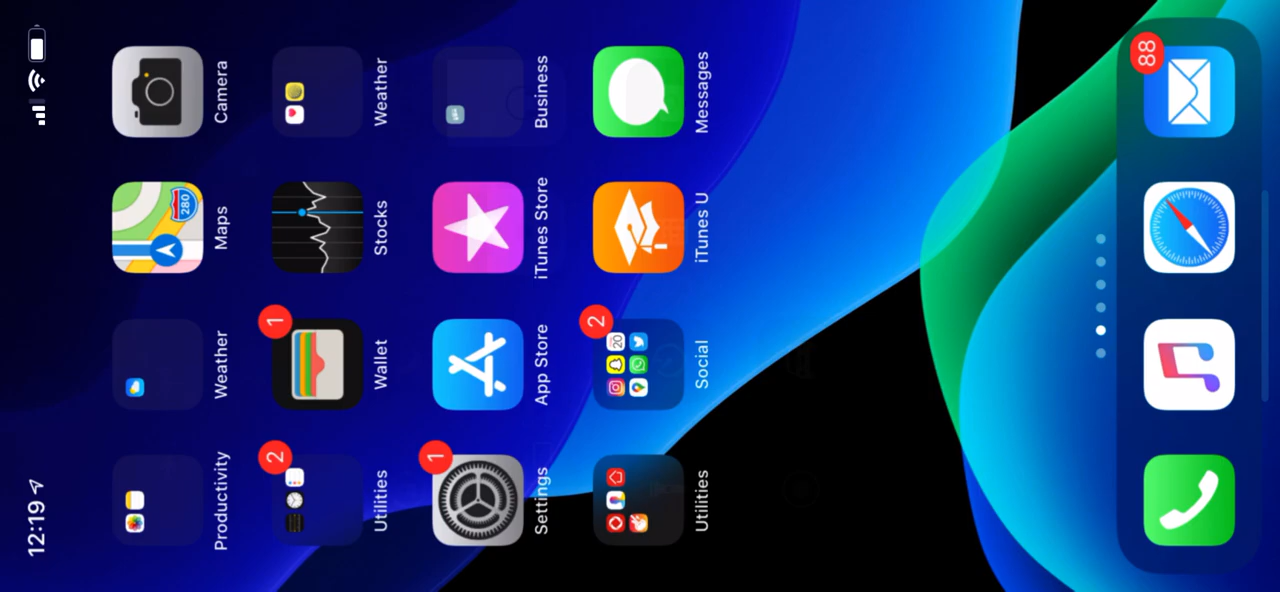 12:19
Productivity
Weather
Maps
Camera
2
Utilities
1
Wallet
Stocks
Weather
1
Settings
App Store
iTunes Store
Business
Utilities
2
Social
iTunes U
Messages
88
280
20